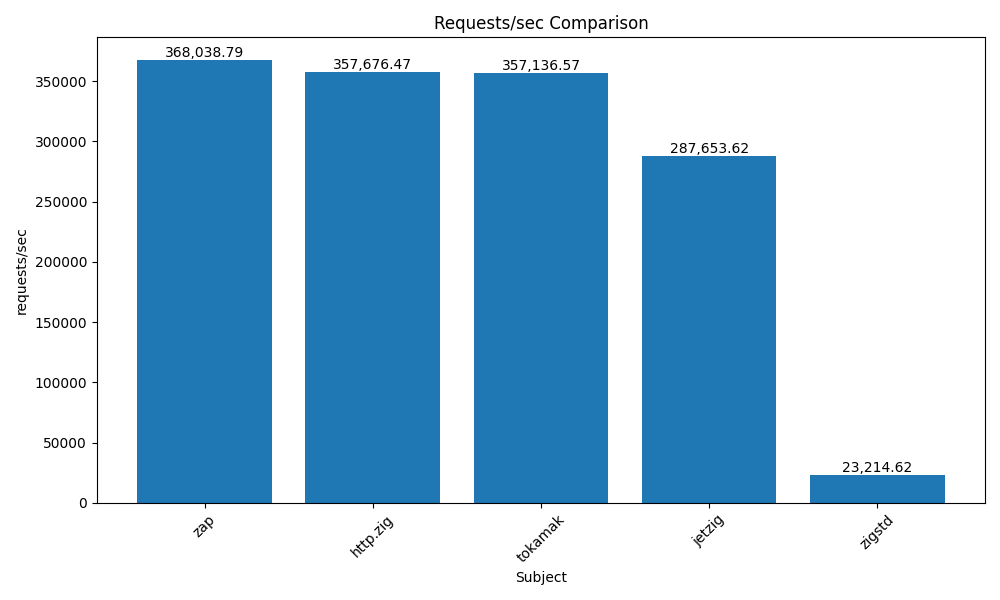 Requests/sec Comparison
368,038.79
357,676.47
357,136.57
287,653.62
23,214.62
requests/sec
350000
300000
250000
200000
150000
100000
50000
0
zap
http.zig
tokamak
jetzig
zigstd
Subject